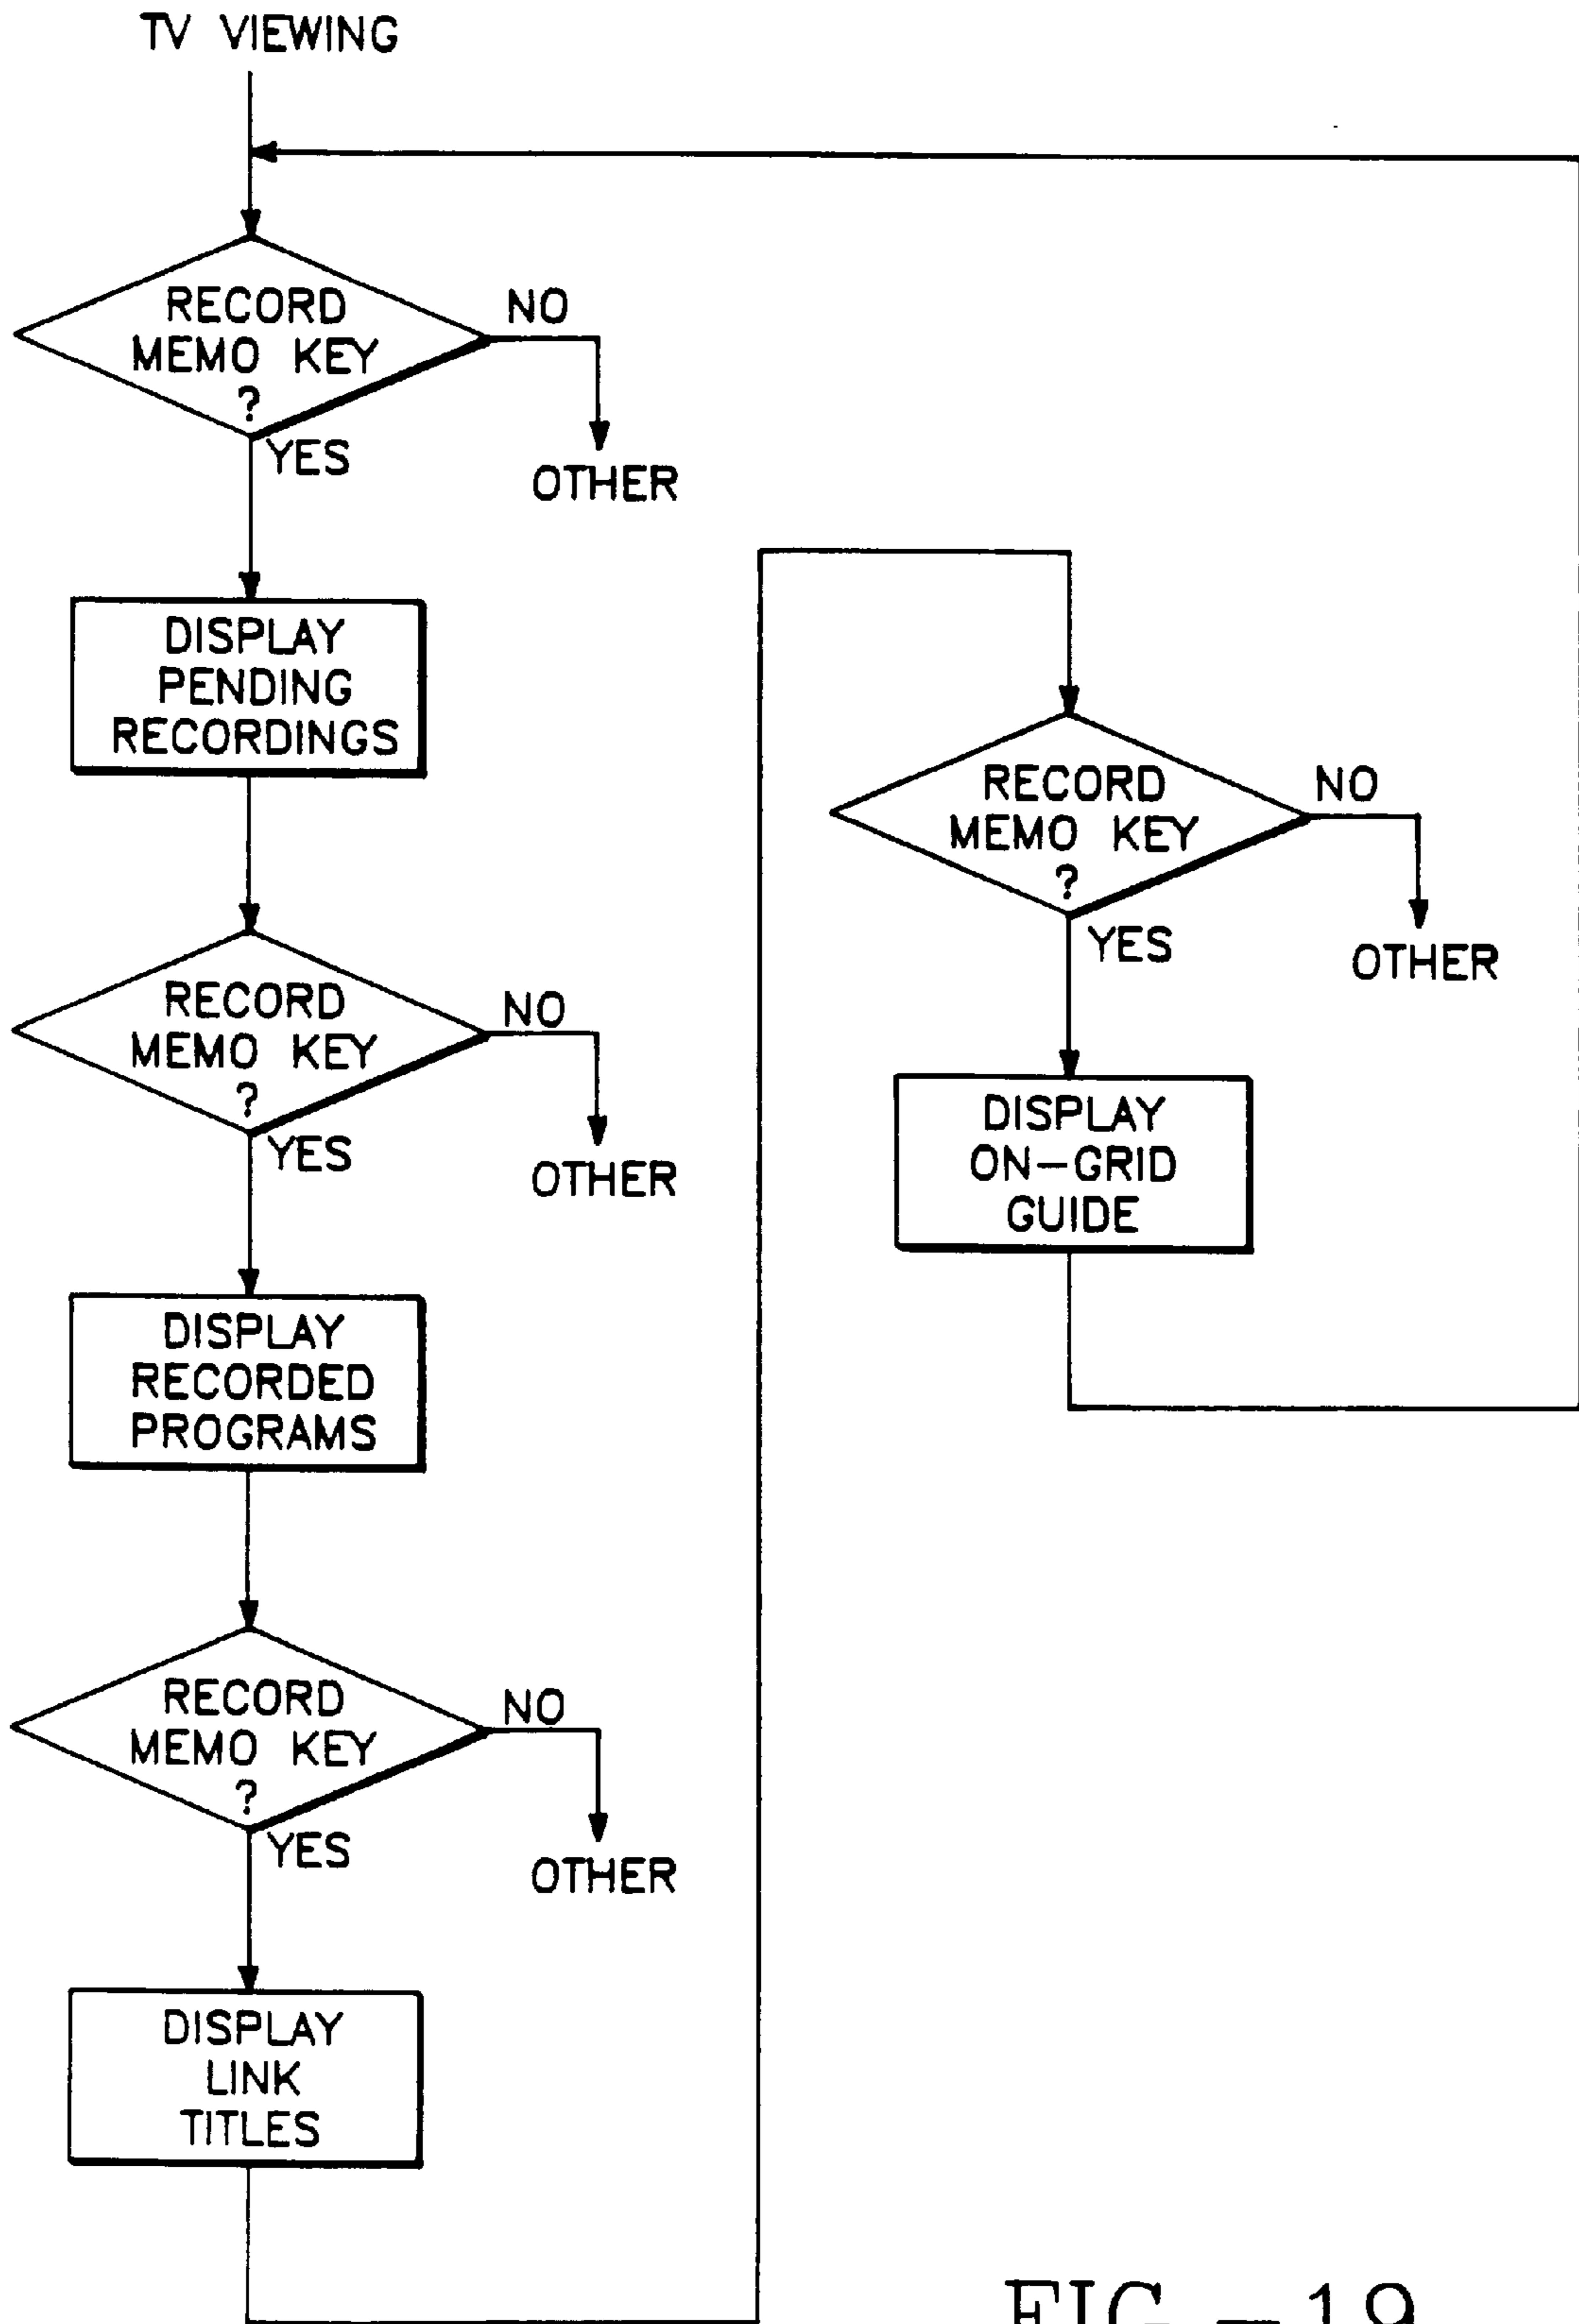 TV VIEWING
RECORD
MEMO KEY
?
NO
YES
OTHER
DISPLAY
PENDING
RECORDINGS
RECORD
MEMO KEY
?
NO
YES
OTHER
DISPLAY
RECORDED
PROGRAMS
RECORD
MEMO KEY
?
NO
YES
OTHER
DISPLAY
LINK
TITLES
RECORD
MEMO KEY
?
NO
YES
OTHER
DISPLAY
ON-GRID
GUIDE
FIG.-19